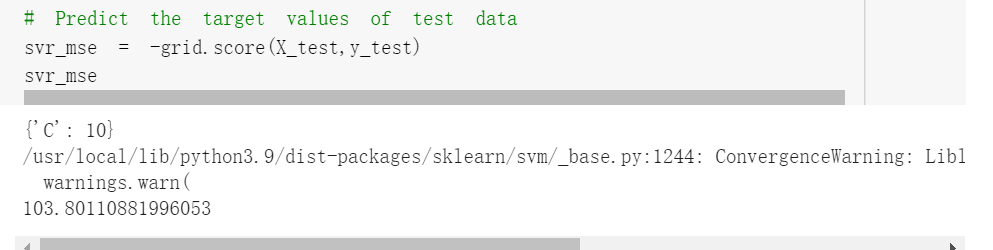 # Predict the target values of test data
svr_mse = -grid.score(X_test,y_test)
svr_mse
{'C': 10}
/usr/local/lib/python3.9/dist-packages/sklearn/svm/_base.py:1244: ConvergenceWarning: Libl
warnings.warn(
103.80110881996053